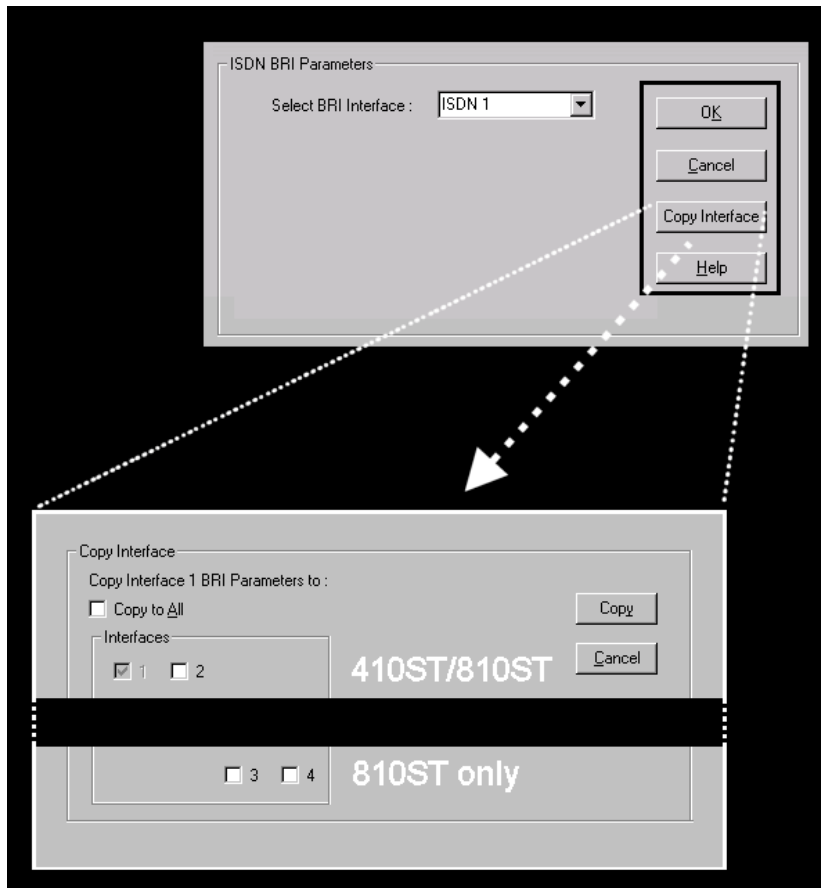 ISDN BRI Parameters
Select BRI Interface : ISDN 1
OK
Cancel
Copy Interface
Help
Copy Interface
Copy Interface 1 BRI Parameters to :
Copy to All
Copy
Interfaces
1 2
410ST/810ST
Cancel
3 4
810ST only